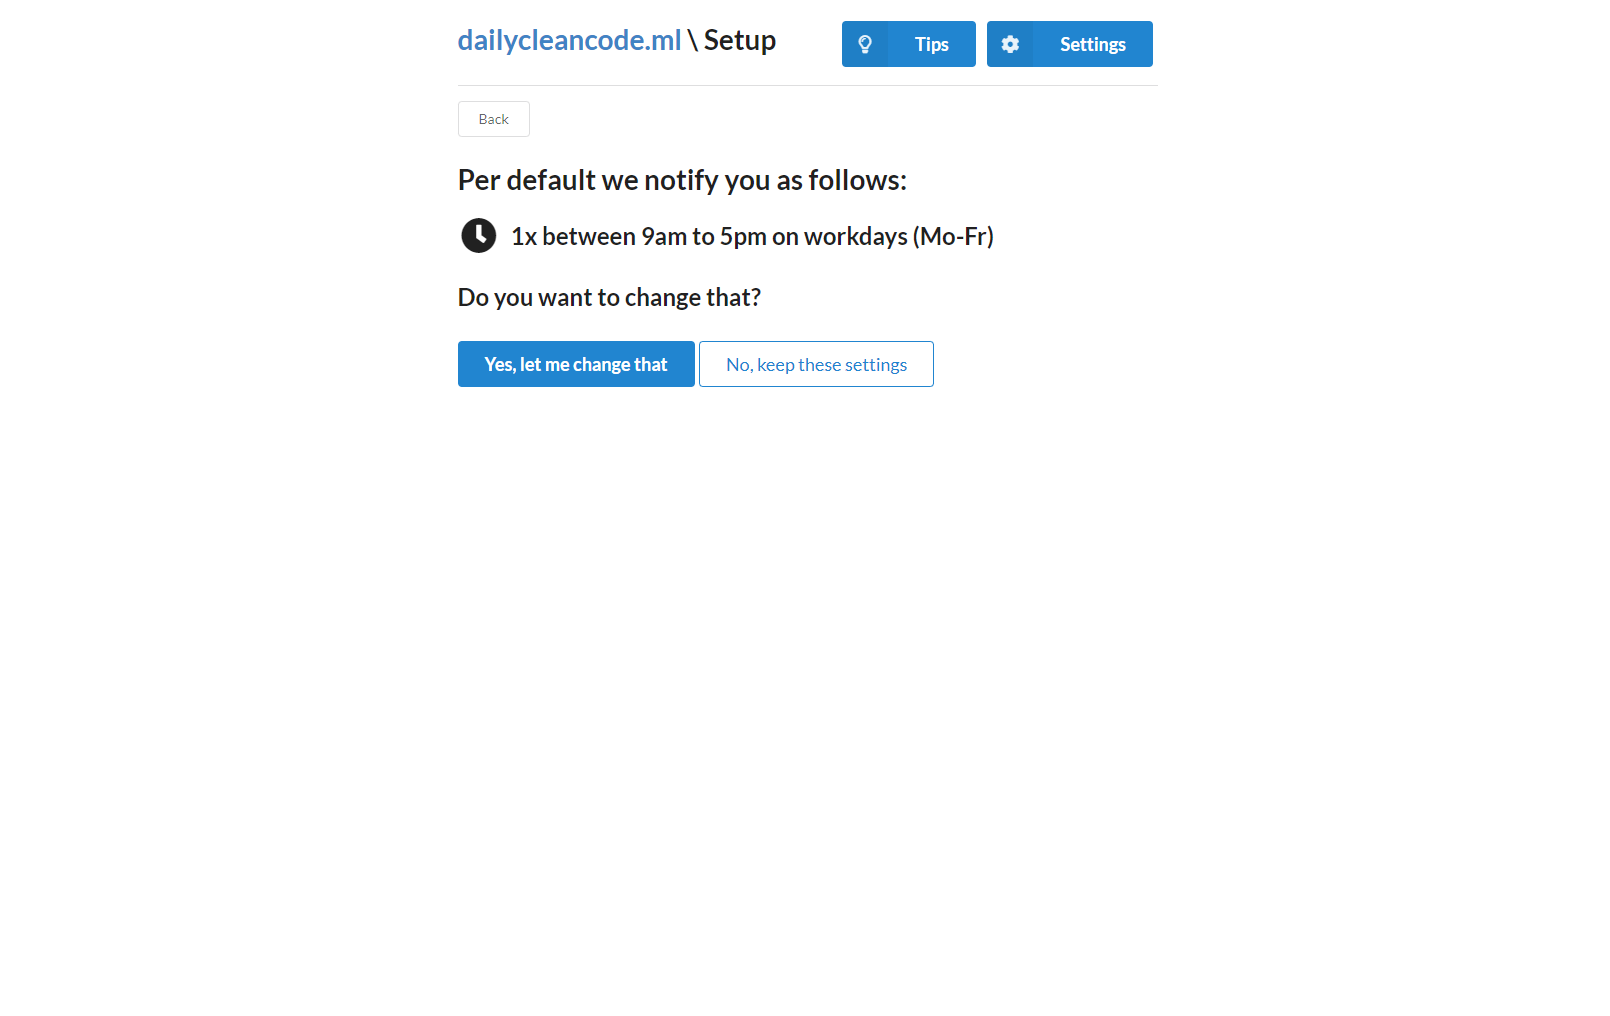 dailycleancode.ml \ Setup
Tips
Settings
Back
Per default we notify you as follows:
1x between 9am to 5pm on workdays (Mo-Fr)
Do you want to change that?
Yes, let me change that
No, keep these settings